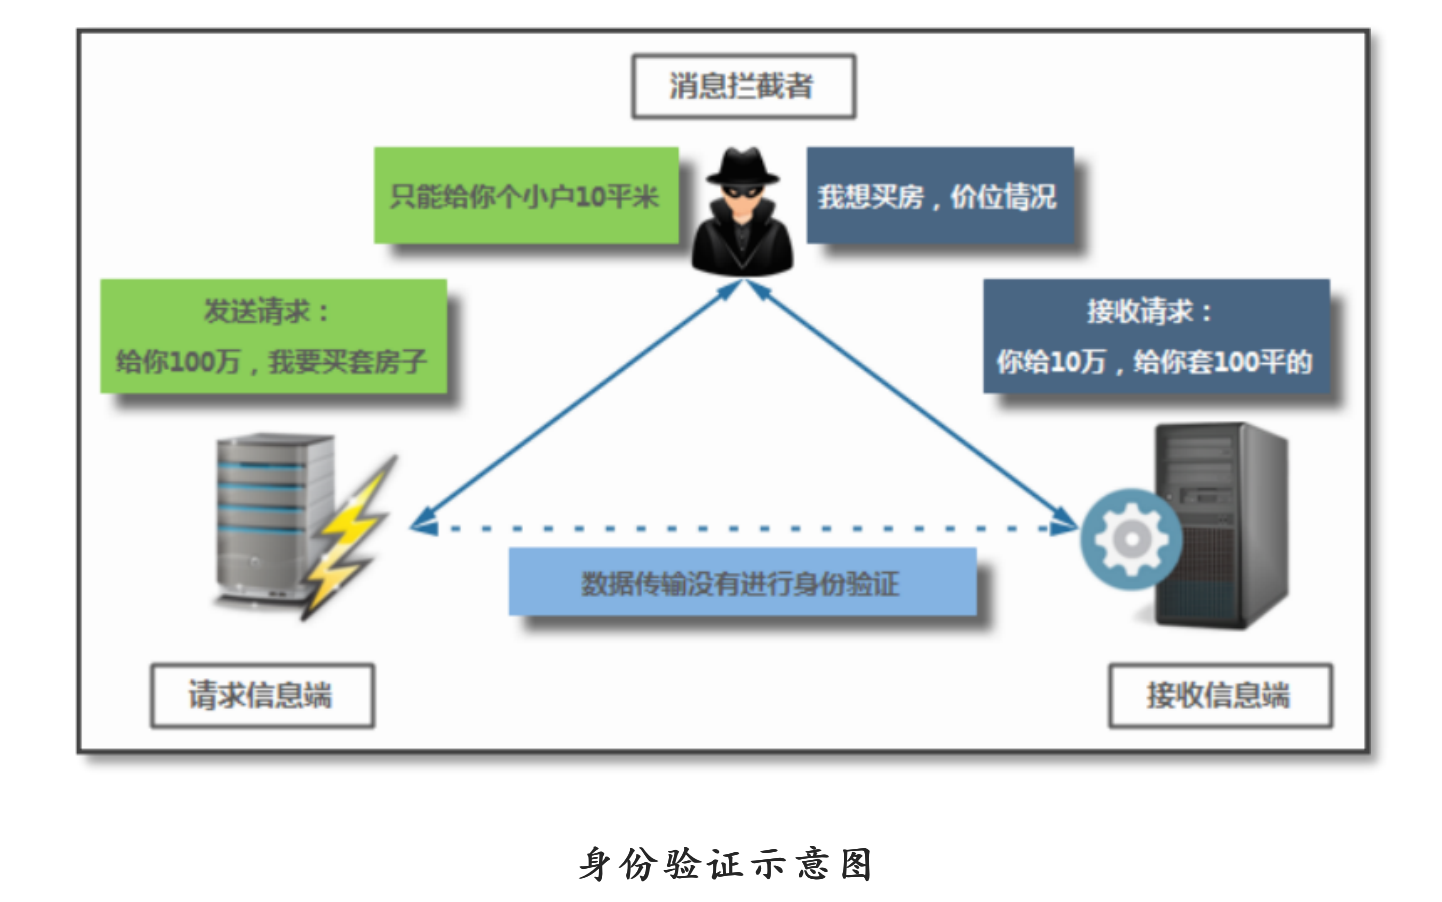 消息拦截者
只能给你个小户10平米
我想买房，价位情况
发送请求：
给你100万，我要买套房子
接收请求：
你给10万，给你套100平的
数据传输没有进行身份验证
请求信息端
接收信息端
身份验证示意图